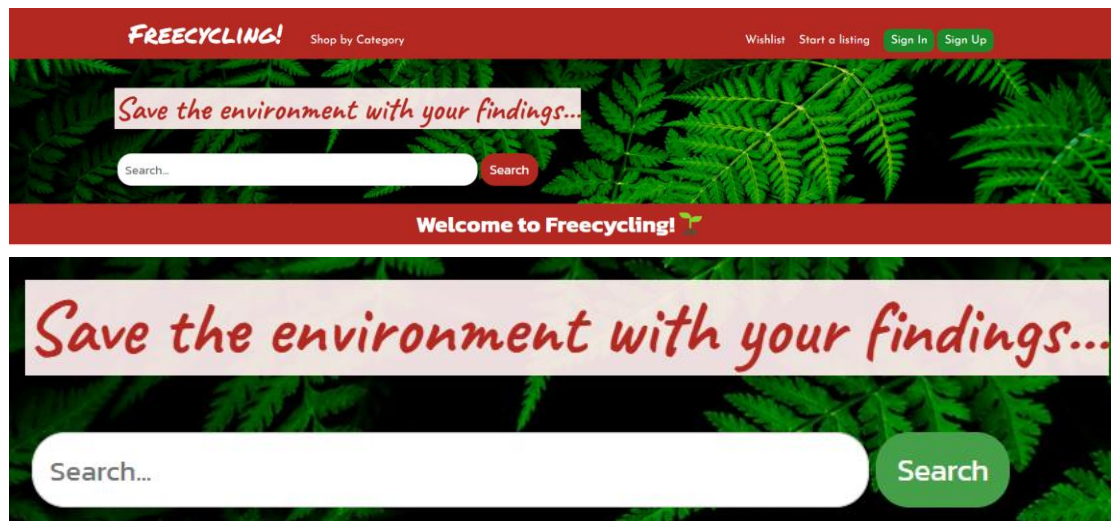 FREECYCLING! Shop by Category Wishlist Start a listing Sign In Sign Up
Save the environment with your findings...
Search... Search
Welcome to Freecycling!
Save the environment with your findings...
Search... Search